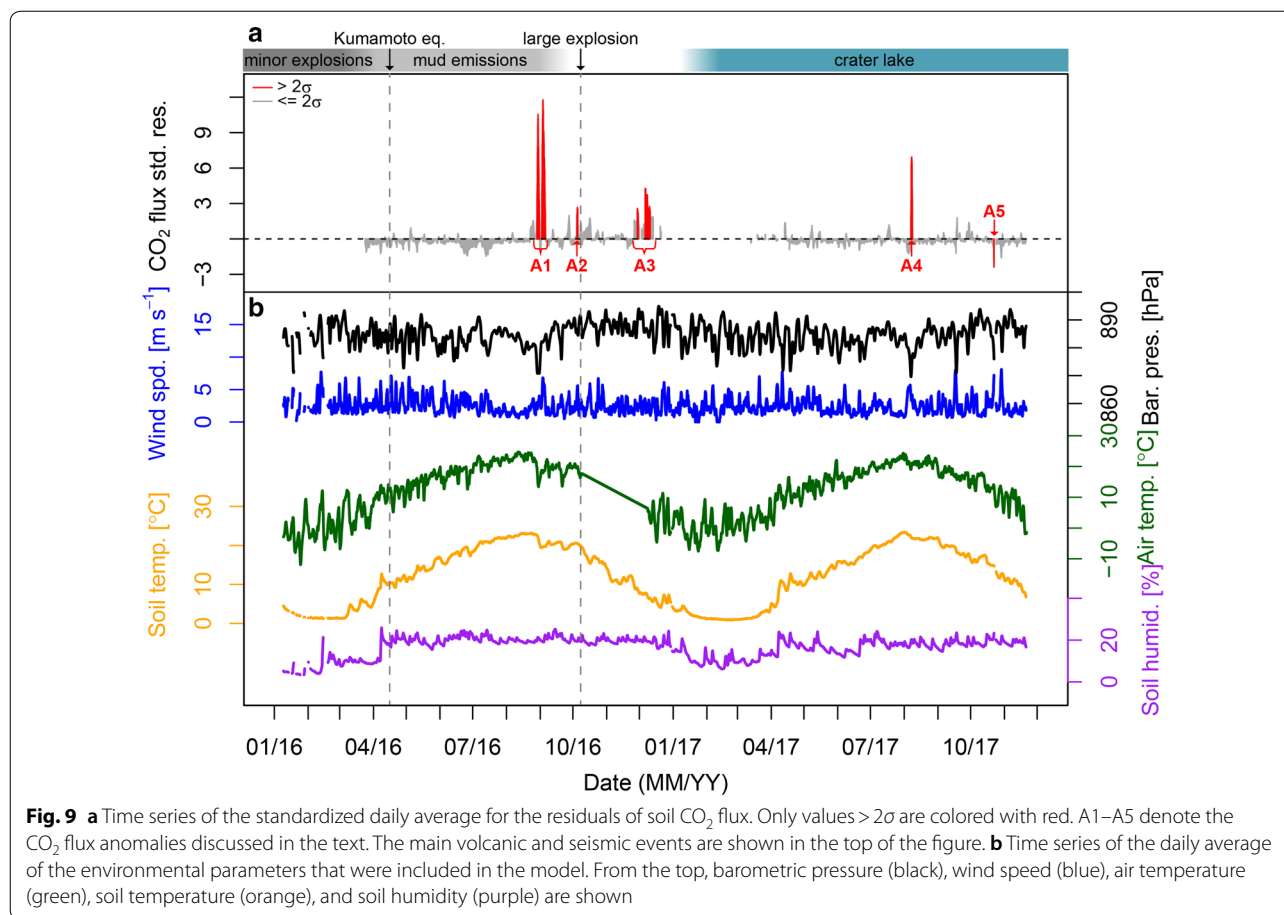 a
Kumamoto eq. large explosion
minor explosions mud emissions crater lake
> 2σ
<= 2σ
CO₂ flux std. res.
9
6
3
−3
A1 A2 A3 A4 A5
b
Wind spd. [m s⁻¹]
15
5
0
Bar. pres. [hPa]
890
860
Air temp. [°C]
30
10
−10
Soil temp. [°C]
30
10
0
Soil humid. [%]
20
0
01/16 04/16 07/16 10/16 01/17 04/17 07/17 10/17
Date (MM/YY)
Fig. 9 a Time series of the standardized daily average for the residuals of soil CO₂ flux. Only values > 2σ are colored with red. A1–A5 denote the
CO₂ flux anomalies discussed in the text. The main volcanic and seismic events are shown in the top of the figure. b Time series of the daily average
of the environmental parameters that were included in the model. From the top, barometric pressure (black), wind speed (blue), air temperature
(green), soil temperature (orange), and soil humidity (purple) are shown